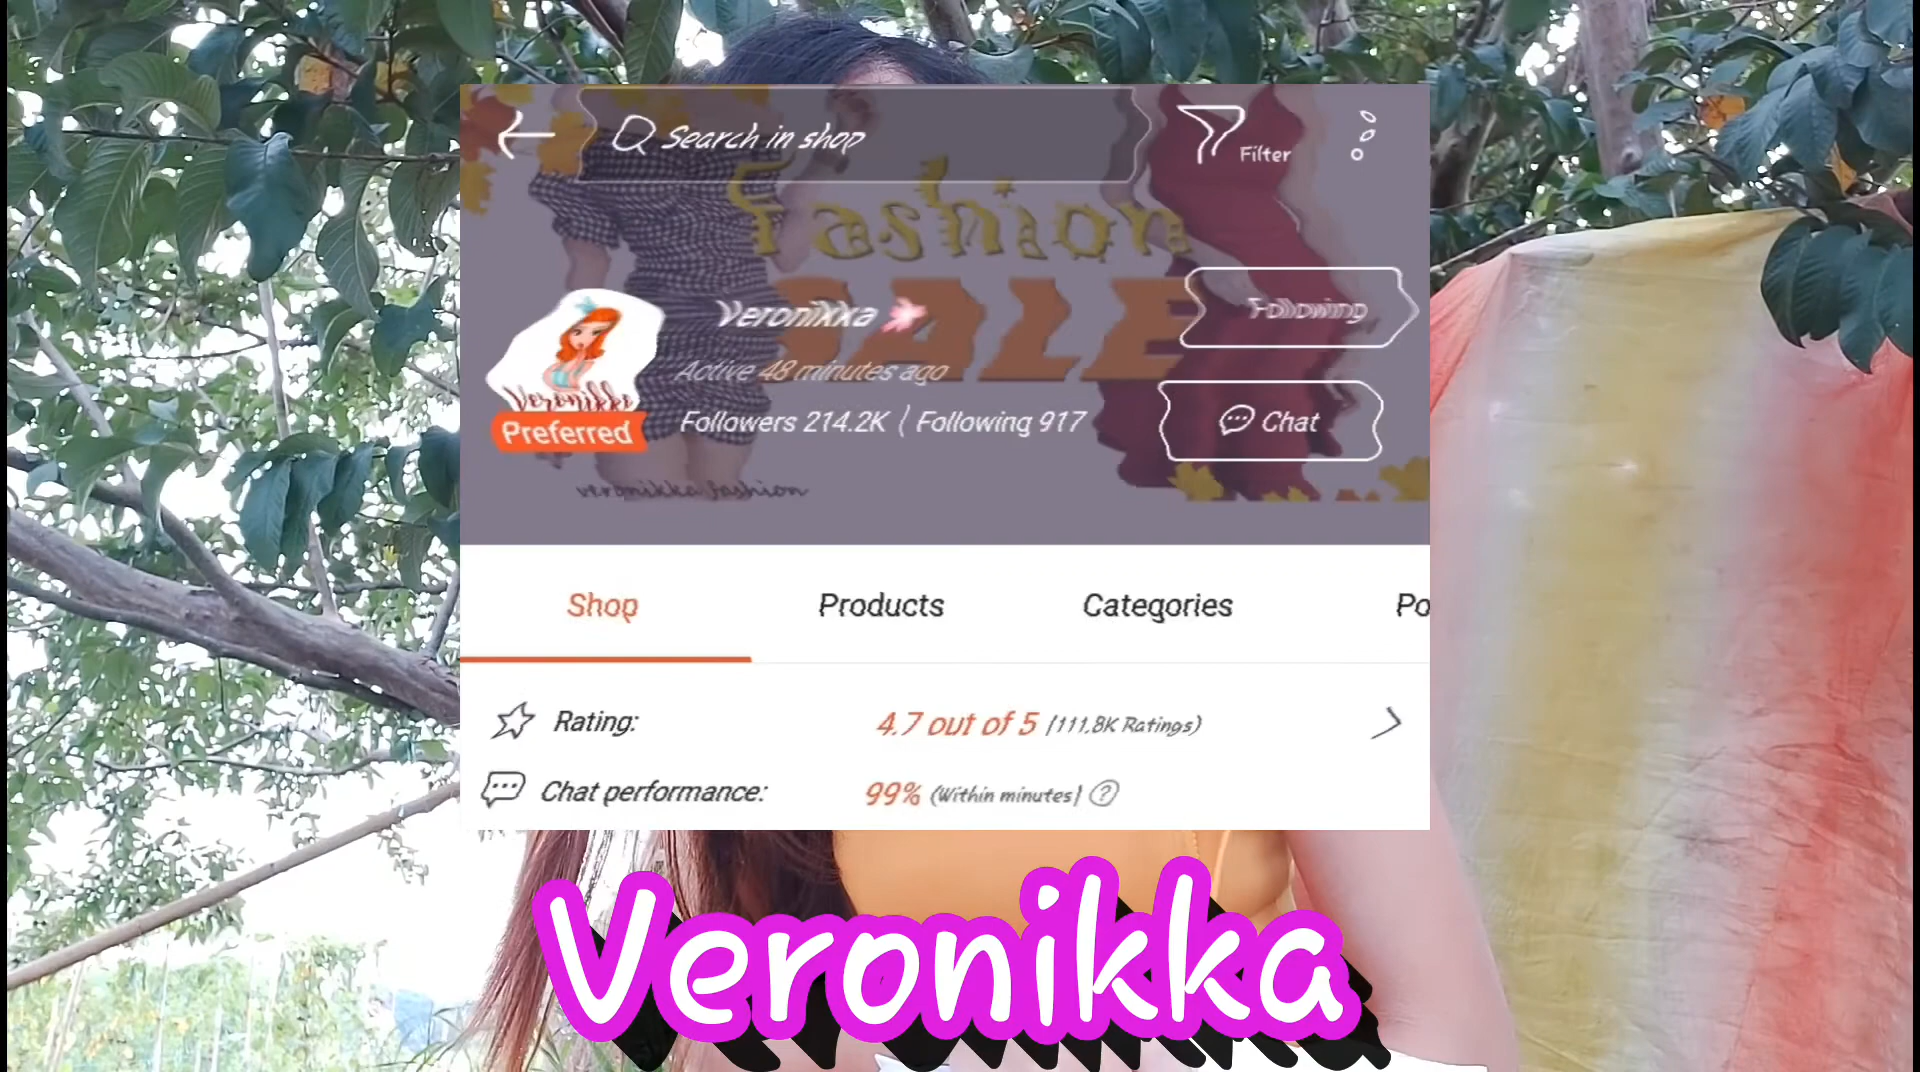 Search in shop
Filter
Fashion
SALE
Veronikka
Following
Active 48 minutes ago
Veronikka
Preferred
Followers 214.2K | Following 917
Chat
veronikka fashion
Shop
Products
Categories
Po
Rating:
4.7 out of 5 (111.8K Ratings)
Chat performance:
99% (Within minutes) ?
Veronikka